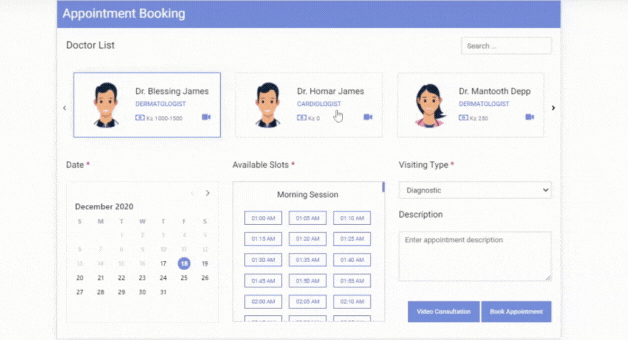 Appointment Booking
Doctor List
Search ...
Dr. Blessing James
DERMATOLOGIST
Ks 1000-1500
Dr. Homar James
CARDIOLOGIST
Ks 0
Dr. Mantooth Depp
DERMATOLOGIST
Ks 250
Date *
Available Slots *
Visiting Type *
December 2020
S M T W T F S
1 2 3 4 5
6 7 8 9 10 11 12
13 14 15 16 17 18 19
20 21 22 23 24 25 26
27 28 29 30 31
Morning Session
01:00 AM 01:05 AM 01:10 AM
01:15 AM 01:20 AM 01:25 AM
01:30 AM 01:35 AM 01:40 AM
01:45 AM 01:50 AM 01:55 AM
02:00 AM 02:05 AM 02:10 AM
Diagnostic
Description
Enter appointment description
Video Consultation
Book Appointment